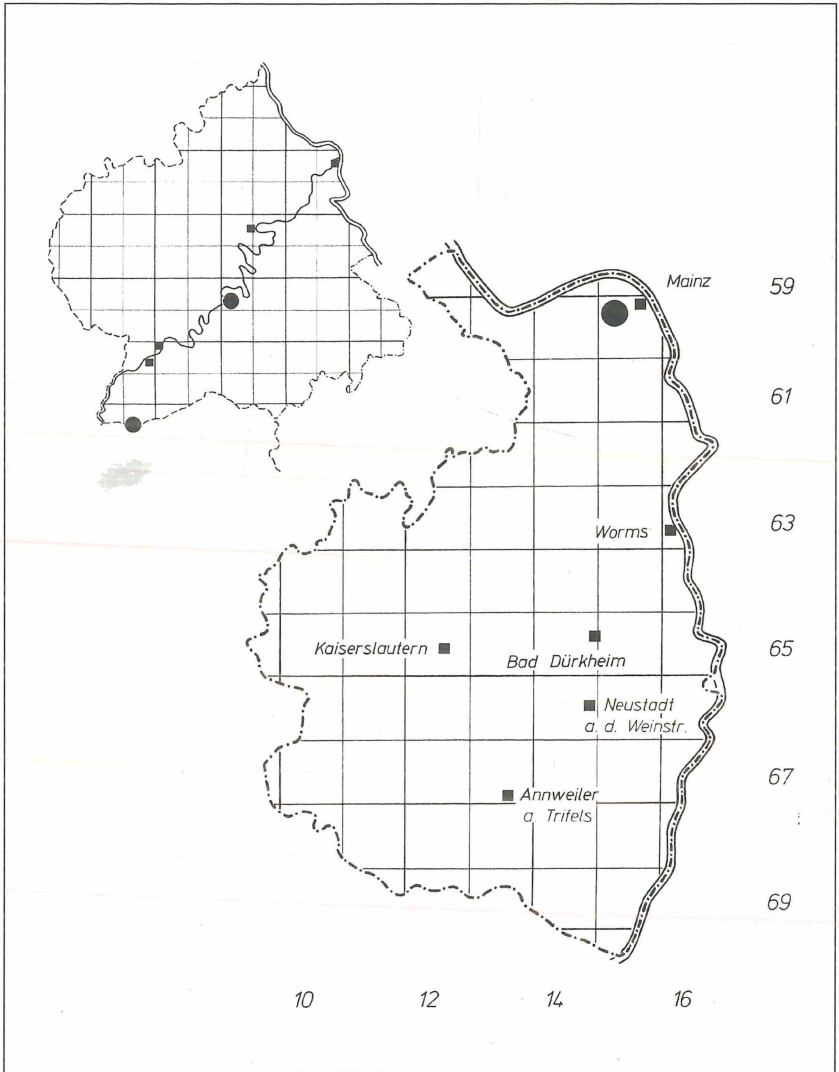 Mainz
59
61
63
Worms
Kaiserslautern
Bad Dürkheim
65
Neustadt
a. d. Weinstr.
67
Annweiler
a. Trifels
69
10 12 14 16